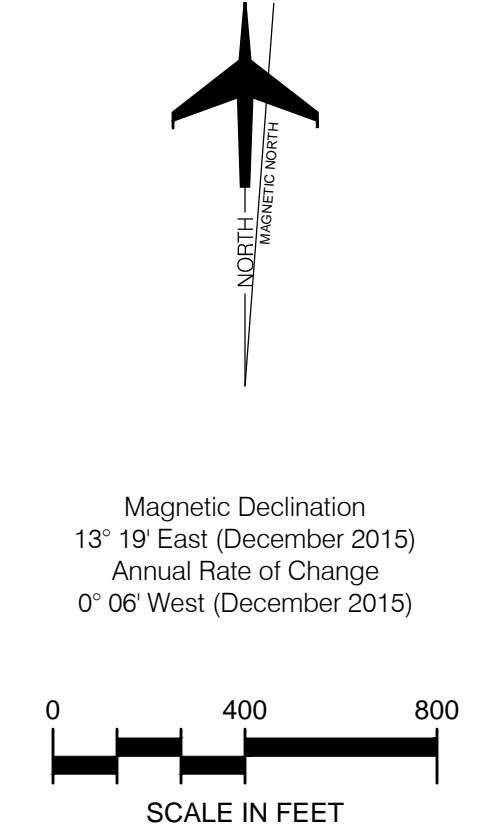 NORTH
MAGNETIC NORTH
Magnetic Declination
13° 19' East (December 2015)
Annual Rate of Change
0° 06' West (December 2015)
0 400 800
SCALE IN FEET